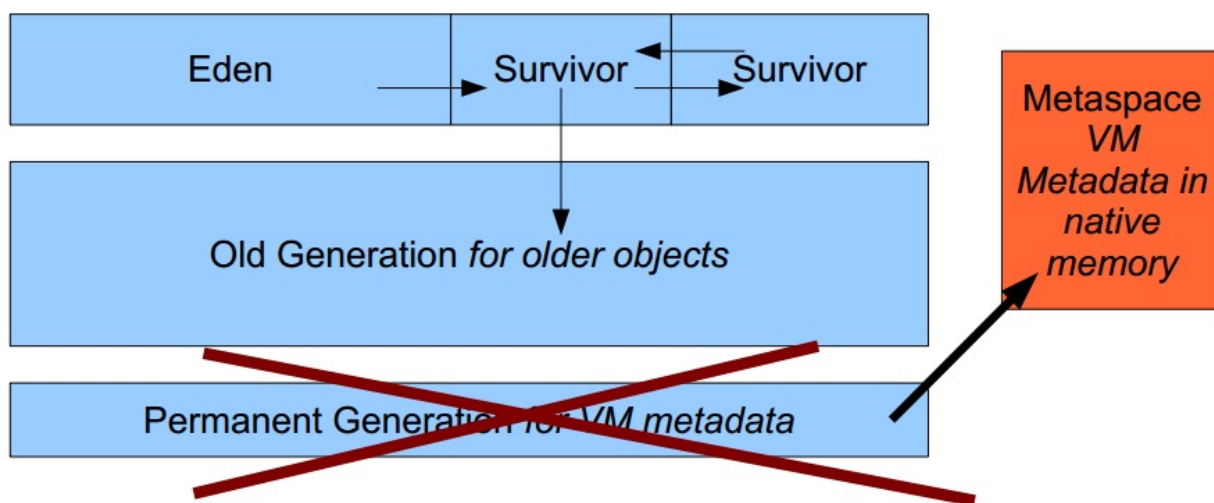 Eden
Survivor
Survivor
Metaspace
VM
Metadata in
native
memory
Old Generation for older objects
Permanent Generation for VM metadata